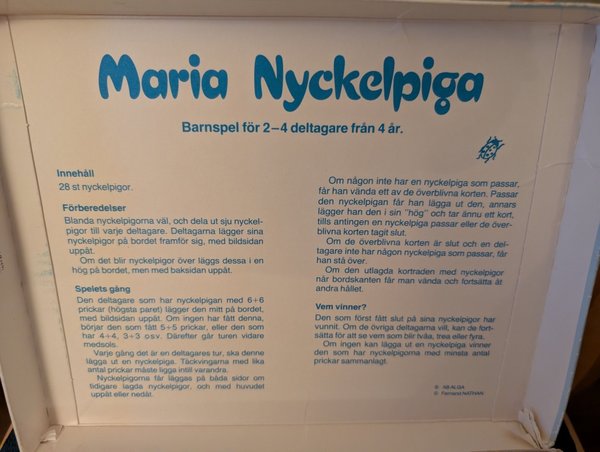 Maria Nyckelpiga
Barnspel för 2–4 deltagare från 4 år.
Innehåll
28 st nyckelpigor.
Förberedelser
Blanda nyckelpigorna väl, och dela ut sju nyckel-
pigor till varje deltagare. Deltagarna lägger sina
nyckelpigor på bordet framför sig, med bildsidan
uppåt.
Om det blir nyckelpigor över läggs dessa i en
hög på bordet, men med baksidan uppåt.
Spelets gång
Den deltagare som har nyckelpigan med 6+6
prickar (högsta paret) lägger den mitt på bordet,
med bildsidan uppåt. Om ingen har fått denna,
börjar den som fått 5+5 prickar, eller den som
har 4+4, 3+3 osv. Därefter går turen vidare
medsols.
Varje gång det är en deltagares tur, ska denne
lägga ut en nyckelpiga. Täckvingarna med lika
antal prickar måste ligga intill varandra.
Nyckelpigorna får läggas på båda sidor om
tidigare lagda nyckelpigor, och med huvudet
uppåt eller nedåt.
Om någon inte har en nyckelpiga som passar,
får han vända ett av de överblivna korten. Passar
den nyckelpigan får han lägga ut den, annars
lägger han den i sin "hög" och tar ännu ett kort,
tills antingen en nyckelpiga passar eller de över-
blivna korten tagit slut.
Om de överblivna korten är slut och en del-
tagare inte har någon nyckelpiga som passar, får
han stå över.
Om den utlagda kortraden med nyckelpigor
når bordskanten får man vända och fortsätta åt
andra hållet.
Vem vinner?
Den som först fått slut på sina nyckelpigor har
vunnit. Om de övriga deltagarna vill, kan de fort-
sätta för att se vem som blir tvåa, trea eller fyra.
Om ingen kan lägga ut en nyckelpiga vinner
den som har nyckelpigorna med minsta antal
prickar sammanlagt.
® AB ALGA
© Fernand NATHAN